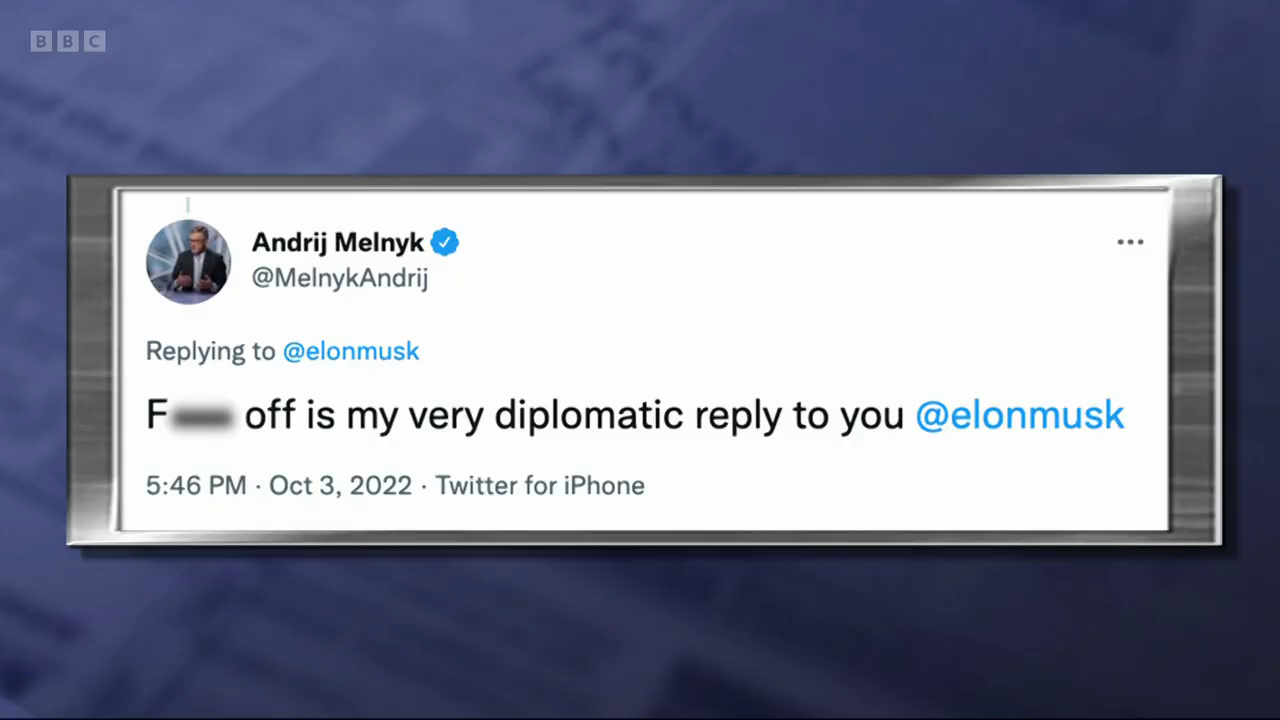 BBC
Andrij Melnyk
@MelnykAndrij
Replying to @elonmusk
F off is my very diplomatic reply to you @elonmusk
5:46 PM · Oct 3, 2022 · Twitter for iPhone